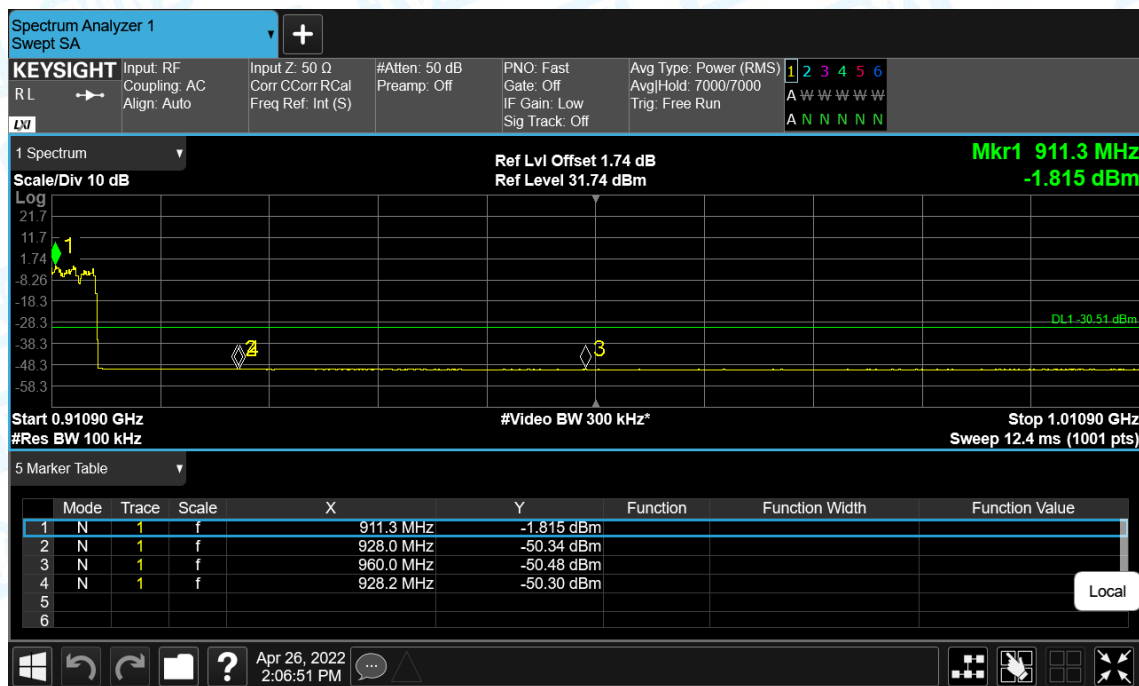 Spectrum Analyzer 1
Swept SA
+
KEYSIGHT
R L
LXI
Input: RF
Coupling: AC
Align: Auto
Input Z: 50 Ω
Corr CCorr RCal
Freq Ref: Int (S)
#Atten: 50 dB
Preamp: Off
PNO: Fast
Gate: Off
IF Gain: Low
Sig Track: Off
Avg Type: Power (RMS)
Avg|Hold: 7000/7000
Trig: Free Run
1 2 3 4 5 6
A W W W W W
A N N N N N
1 Spectrum
Scale/Div 10 dB
Ref Lvl Offset 1.74 dB
Ref Level 31.74 dBm
Mkr1 911.3 MHz
-1.815 dBm
Log
21.7
11.7
1.74
-8.26
-18.3
-28.3
-38.3
-48.3
-58.3
1
2
4
3
DL1 -30.51 dBm
Start 0.91090 GHz
#Res BW 100 kHz
#Video BW 300 kHz*
Stop 1.01090 GHz
Sweep 12.4 ms (1001 pts)
5 Marker Table
Mode Trace Scale X Y Function Function Width Function Value
1 N 1 f 911.3 MHz -1.815 dBm
2 N 1 f 928.0 MHz -50.34 dBm
3 N 1 f 960.0 MHz -50.48 dBm
4 N 1 f 928.2 MHz -50.30 dBm
5
6
Local
?
Apr 26, 2022
2:06:51 PM